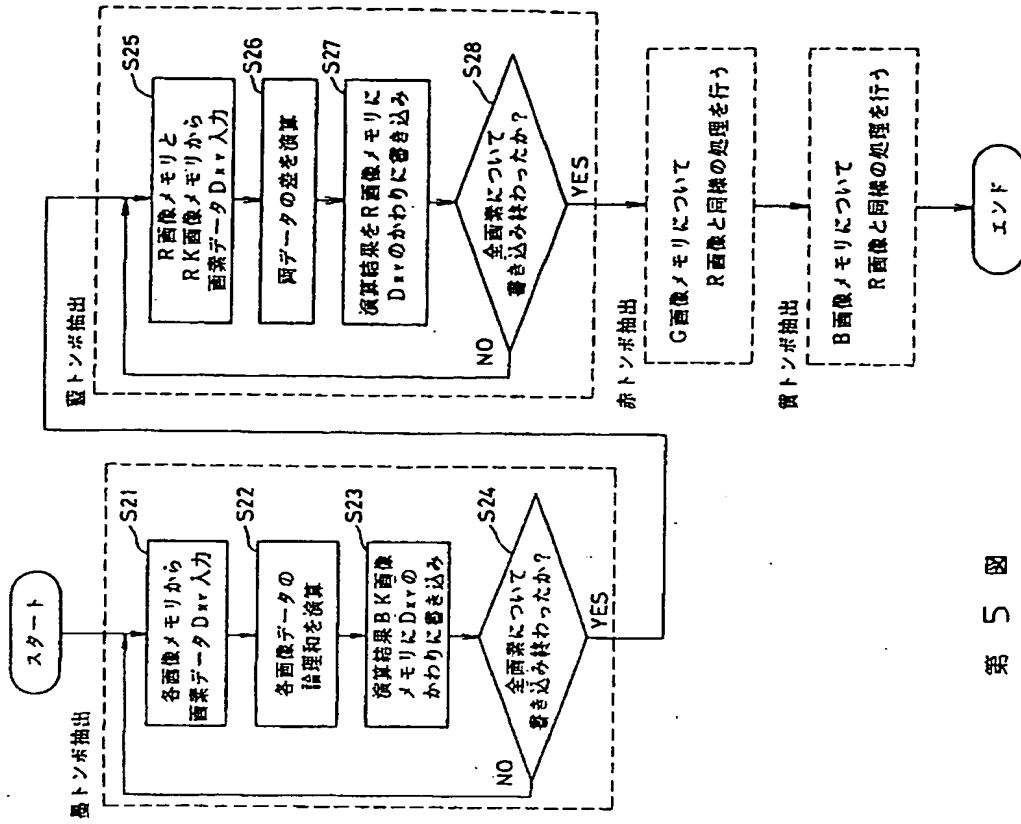 スタート
墨トンボ抽出
S21
各画像メモリから
画素データDxy入力
S22
各画像データの
論理和を演算
S23
演算結果BK画像
メモリにDxyの
かわりに書き込み
S24
全画素について
書き込み終わったか?
NO
YES
藍トンボ抽出
S25
R画像メモリと
RK画像メモリから
画素データDxy入力
S26
両データの差を演算
S27
演算結果をR画像メモリに
Dxyのかわりに書き込み
S28
全画素について
書き込み終わったか?
NO
YES
赤トンボ抽出
G画像メモリについて
R画像と同様の処理を行う
黄トンボ抽出
B画像メモリについて
R画像と同様の処理を行う
エンド
第5図